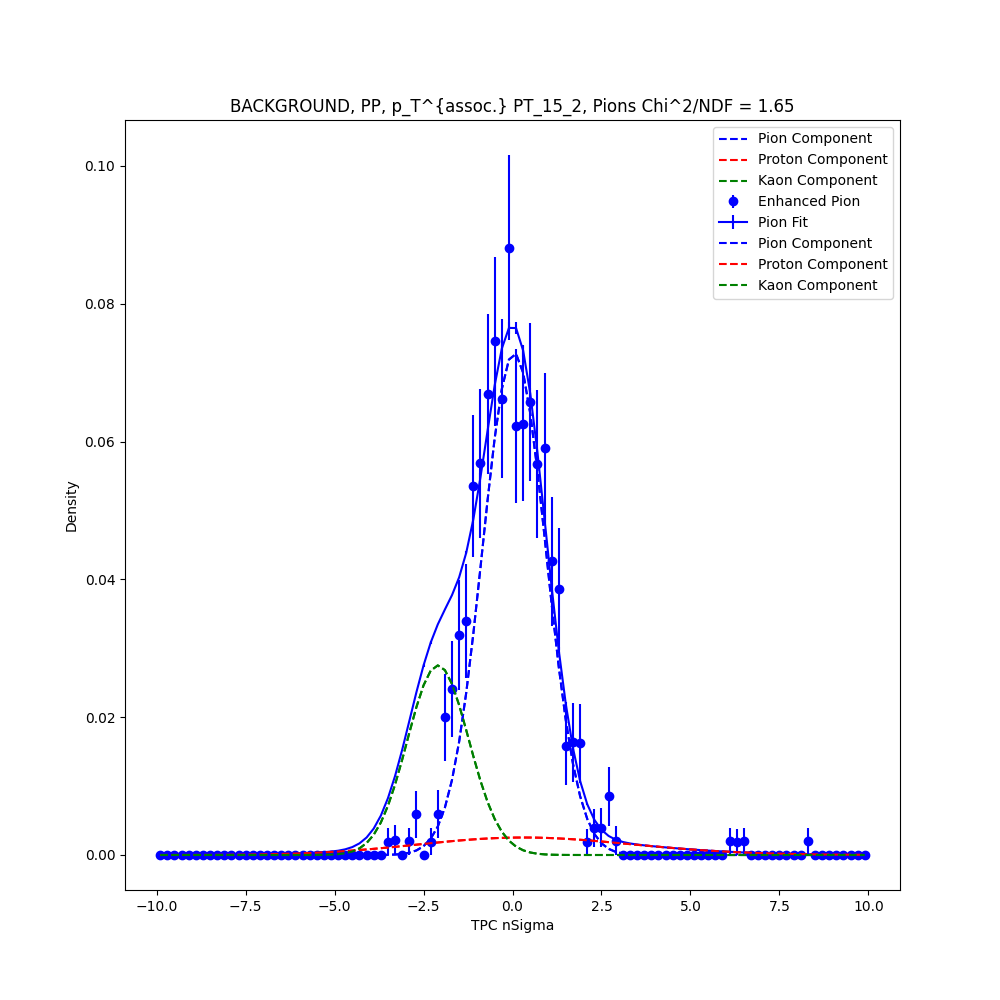 BACKGROUND, PP, p_T^{assoc.} PT_15_2, Pions Chi^2/NDF = 1.65
Pion Component
Proton Component
Kaon Component
Enhanced Pion
Pion Fit
Pion Component
Proton Component
Kaon Component
0.10
0.08
0.06
0.04
0.02
0.00
Density
−10.0 −7.5 −5.0 −2.5 0.0 2.5 5.0 7.5 10.0
TPC nSigma